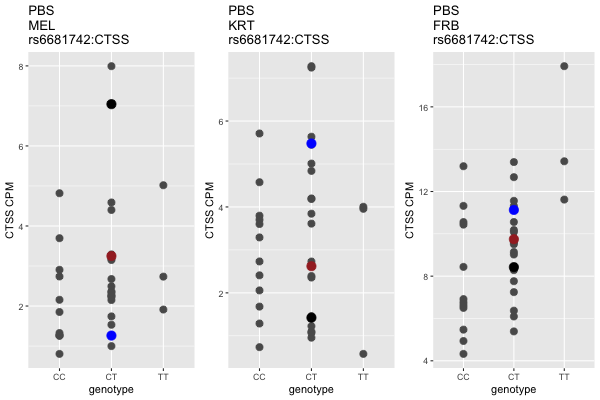 PBS
MEL
rs6681742:CTSS
8
6
4
2
CTSS CPM
CC
CT
TT
genotype
PBS
KRT
rs6681742:CTSS
6
4
2
CTSS CPM
CC
CT
TT
genotype
PBS
FRB
rs6681742:CTSS
16
12
8
4
CTSS CPM
CC
CT
TT
genotype